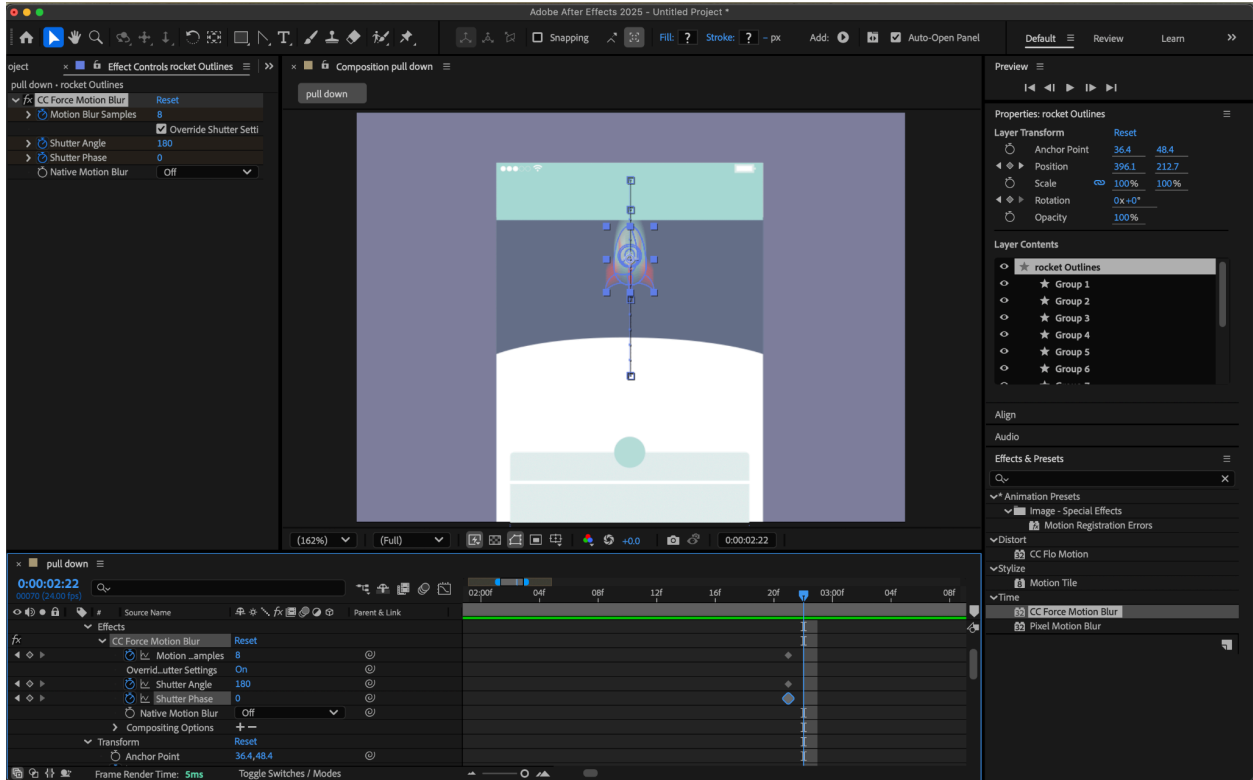 Adobe After Effects 2025 - Untitled Project *
Snapping Fill: ? Stroke: ? - px Add: Auto-Open Panel Default Review Learn
oject × Effect Controls rocket Outlines
pull down • rocket Outlines
fx CC Force Motion Blur Reset
Motion Blur Samples 8
Override Shutter Setti
Shutter Angle 180
Shutter Phase 0
Native Motion Blur Off
× Composition pull down
pull down
(162%) (Full) +0.0 0:00:02:22
Preview
Properties: rocket Outlines
Layer Transform Reset
Anchor Point 36.4 48.4
Position 396.1 212.7
Scale 100% 100%
Rotation 0x+0°
Opacity 100%
Layer Contents
rocket Outlines
Group 1
Group 2
Group 3
Group 4
Group 5
Group 6
Align
Audio
Effects & Presets
* Animation Presets
Image - Special Effects
Motion Registration Errors
Distort
CC Flo Motion
Stylize
Motion Tile
Time
CC Force Motion Blur
Pixel Motion Blur
× pull down
0:00:02:22
00070 (24.00 fps)
02:00f 04f 08f 12f 16f 20f 03:00f 04f 08f
# Source Name Parent & Link
Effects
fx CC Force Motion Blur Reset
Motion ...amples 8
Overrid...utter Settings On
Shutter Angle 180
Shutter Phase 0
Native Motion Blur Off
Compositing Options + –
Transform Reset
Anchor Point 36.4,48.4
Frame Render Time: 5ms Toggle Switches / Modes